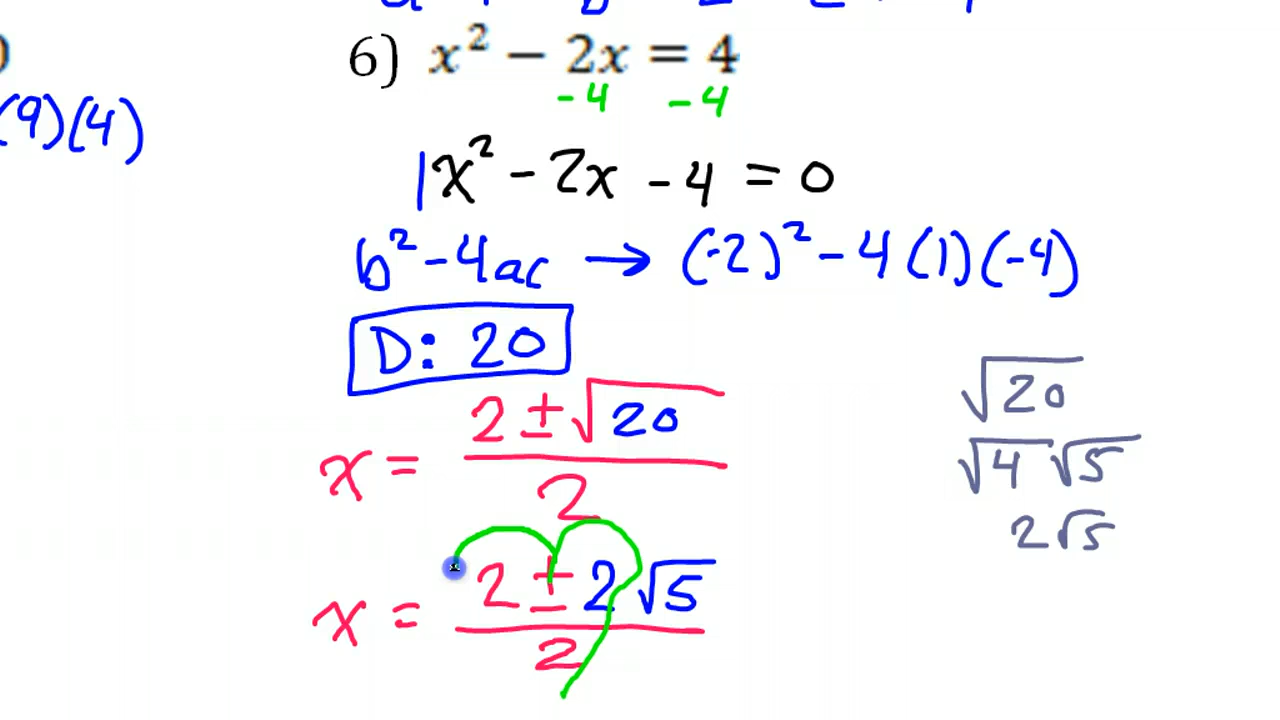 6) x² − 2x = 4
(9)(4)
-4 -4
1x² - 2x - 4 = 0
b² - 4ac → (-2)² - 4(1)(-4)
D: 20
x = (2 ± √20) / 2
√20
√4 √5
2√5
x = (2 ± 2√5) / 2